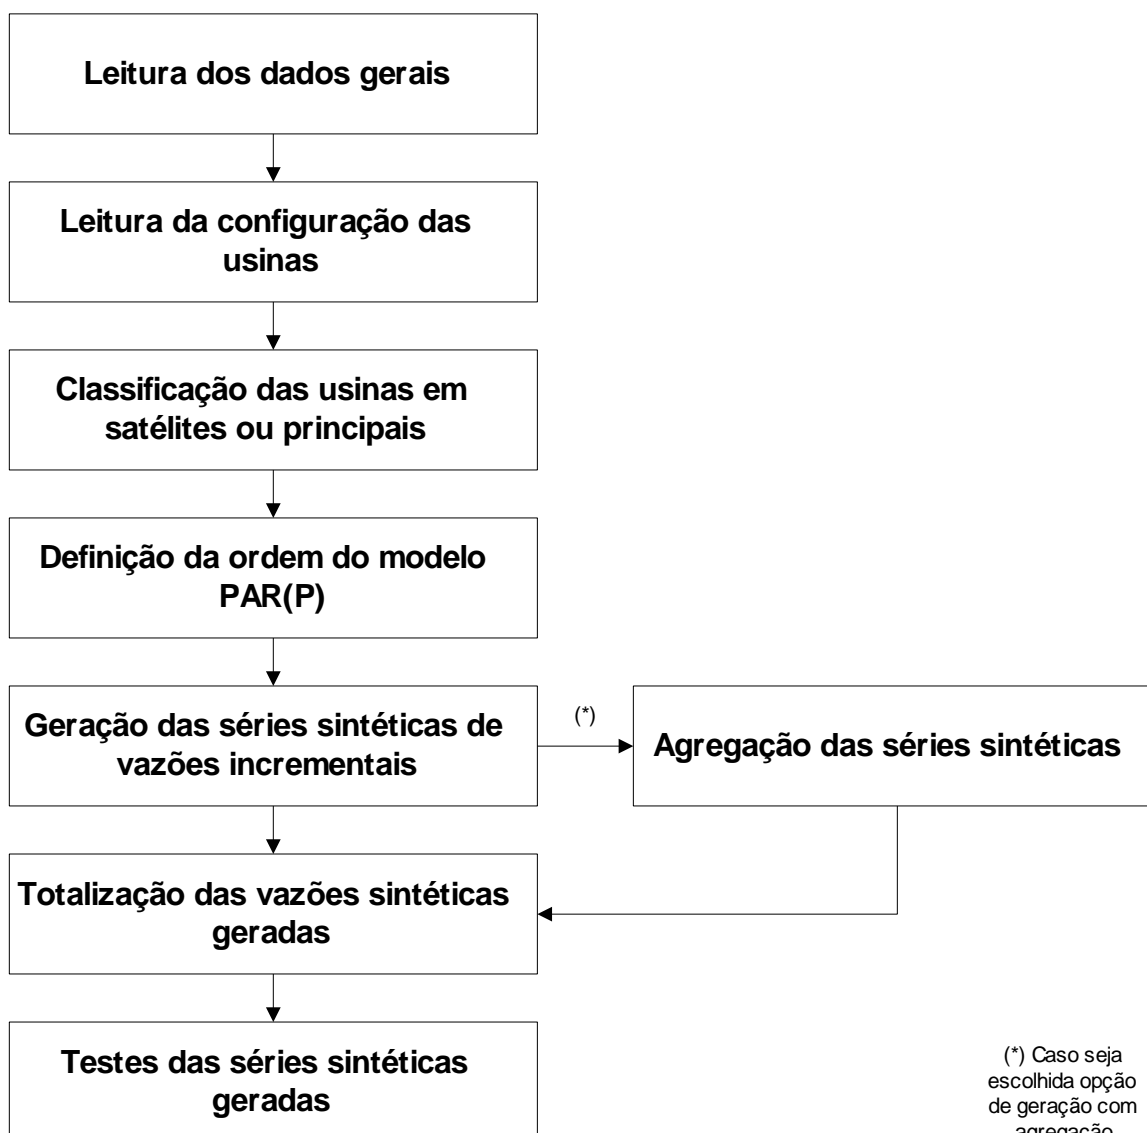 Leitura dos dados gerais
Leitura da configuração das
usinas
Classificação das usinas em
satélites ou principais
Definição da ordem do modelo
PAR(P)
Geração das séries sintéticas de
vazões incrementais
(*)
Agregação das séries sintéticas
Totalização das vazões sintéticas
geradas
Testes das séries sintéticas
geradas
(*) Caso seja
escolhida opção
de geração com
agregação